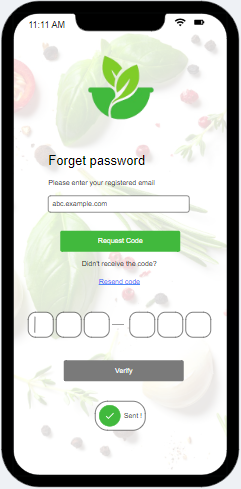 11:11 AM
Forget password
Please enter your registered email
abc.example.com
Request Code
Didn't receive the code?
Resend code
Verify
Sent !